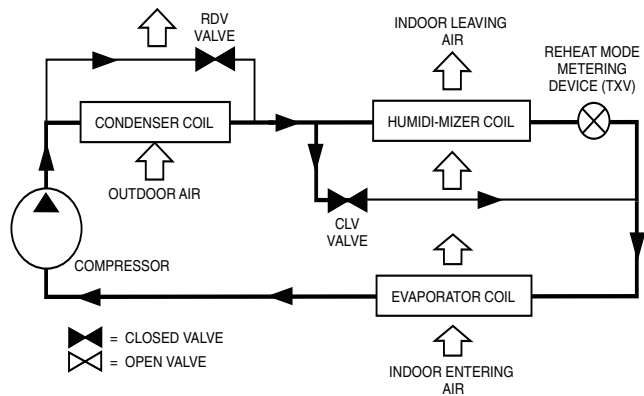 RDV
VALVE
INDOOR LEAVING
AIR
REHEAT MODE
METERING
DEVICE (TXV)
CONDENSER COIL
HUMIDI-MIZER COIL
OUTDOOR AIR
CLV
VALVE
COMPRESSOR
EVAPORATOR COIL
= CLOSED VALVE
= OPEN VALVE
INDOOR ENTERING
AIR